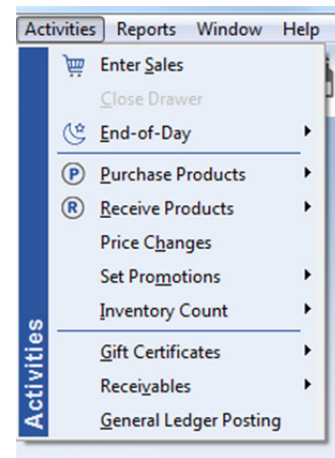 Activities Reports Window Help
Enter Sales
Close Drawer
End-of-Day
P Purchase Products
R Receive Products
Price Changes
Set Promotions
Inventory Count
Gift Certificates
Receivables
General Ledger Posting
Activities